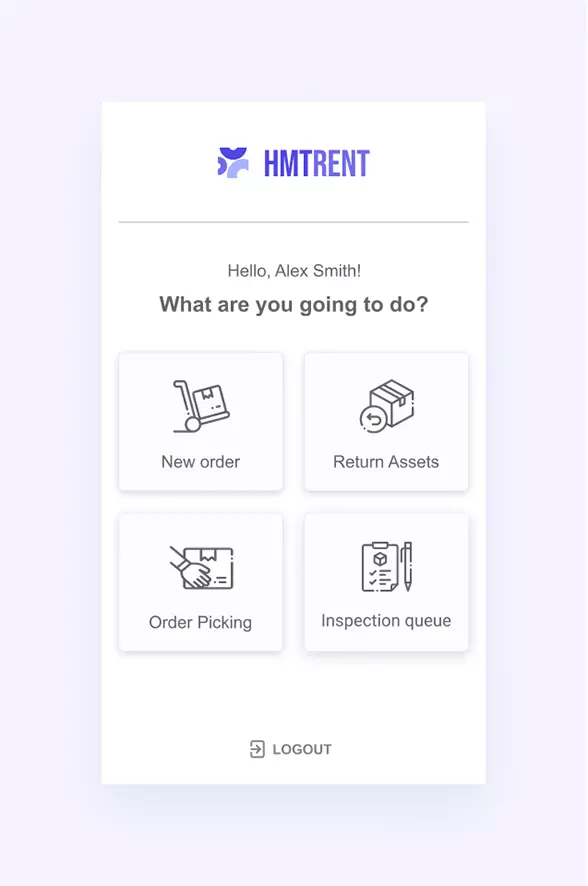 HMTRENT
Hello, Alex Smith!
What are you going to do?
New order
Return Assets
Order Picking
Inspection queue
LOGOUT